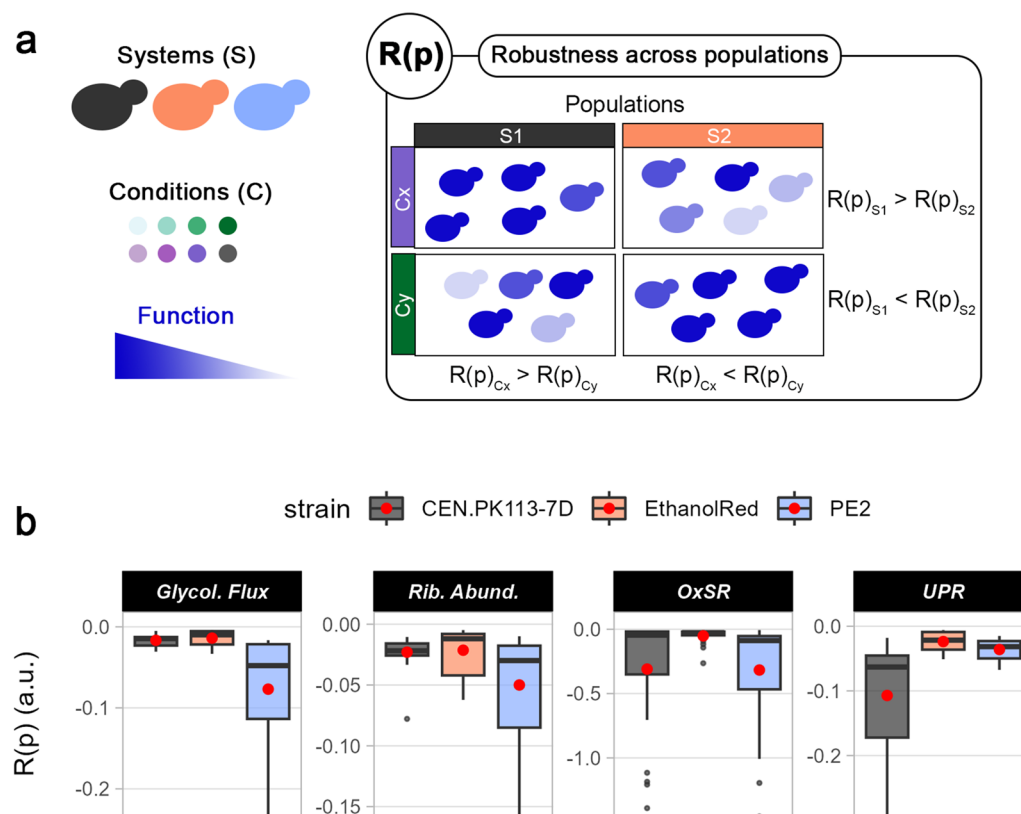 a
Systems (S)
Conditions (C)
Function
R(p)
Robustness across populations
Populations
S1
S2
Cx
R(p)S1 > R(p)S2
Cy
R(p)S1 < R(p)S2
R(p)Cx > R(p)Cy
R(p)Cx < R(p)Cy
b
strain
CEN.PK113-7D
EthanolRed
PE2
R(p) (a.u.)
Glycol. Flux
0.0
-0.1
-0.2
Rib. Abund.
0.00
-0.05
-0.10
-0.15
OxSR
0.0
-0.5
-1.0
UPR
0.0
-0.1
-0.2